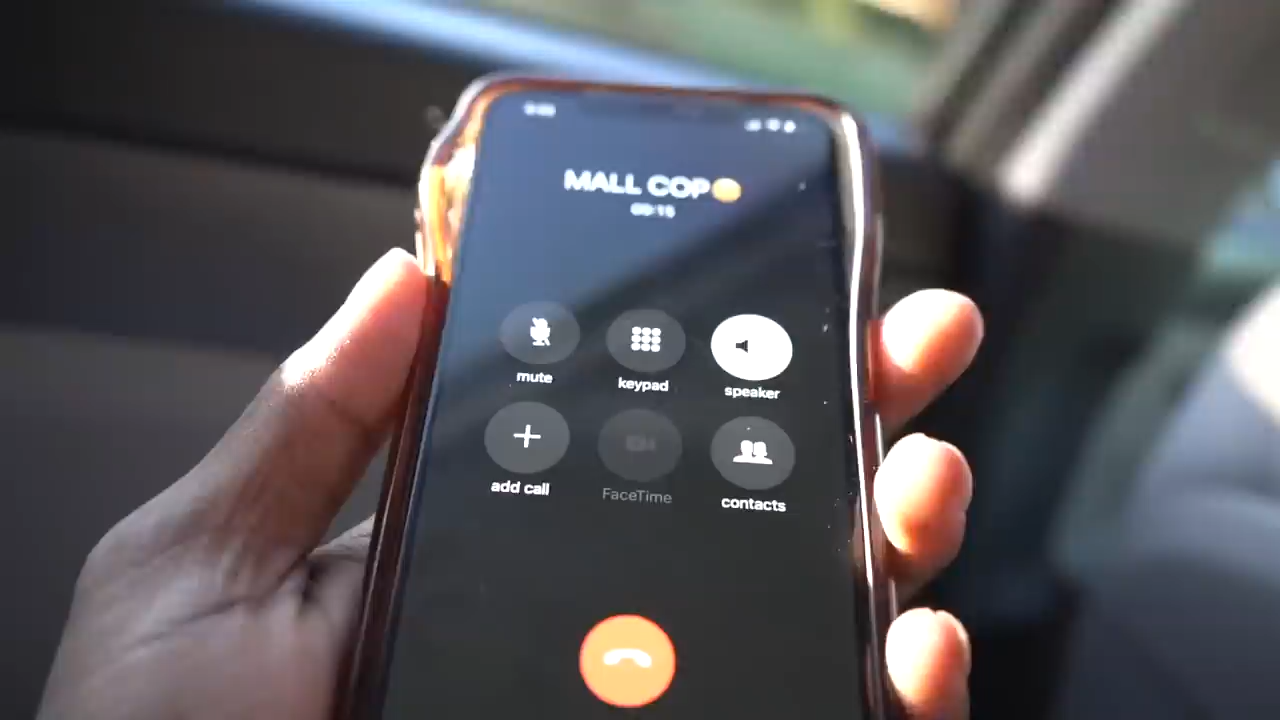 MALL COP
00:15
mute
keypad
speaker
add call
FaceTime
contacts